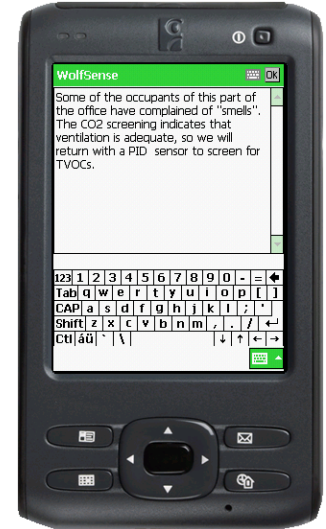 WolfSense
OK
Some of the occupants of this part of
the office have complained of "smells".
The CO2 screening indicates that
ventilation is adequate, so we will
return with a PID sensor to screen for
TVOCs.
123 1 2 3 4 5 6 7 8 9 0 - =
Tab q w e r t y u i o p [ ]
CAP a s d f g h j k l ; '
Shift z x c v b n m , . /
Ctl áü ` \ ↓ ↑ ← →